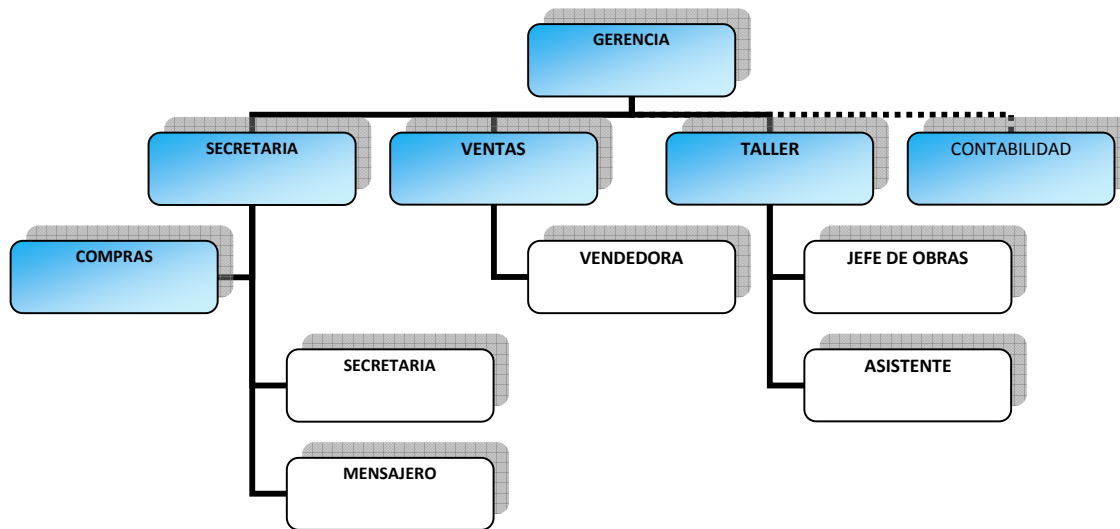 GERENCIA
SECRETARIA
VENTAS
TALLER
CONTABILIDAD
COMPRAS
VENDEDORA
JEFE DE OBRAS
SECRETARIA
ASISTENTE
MENSAJERO